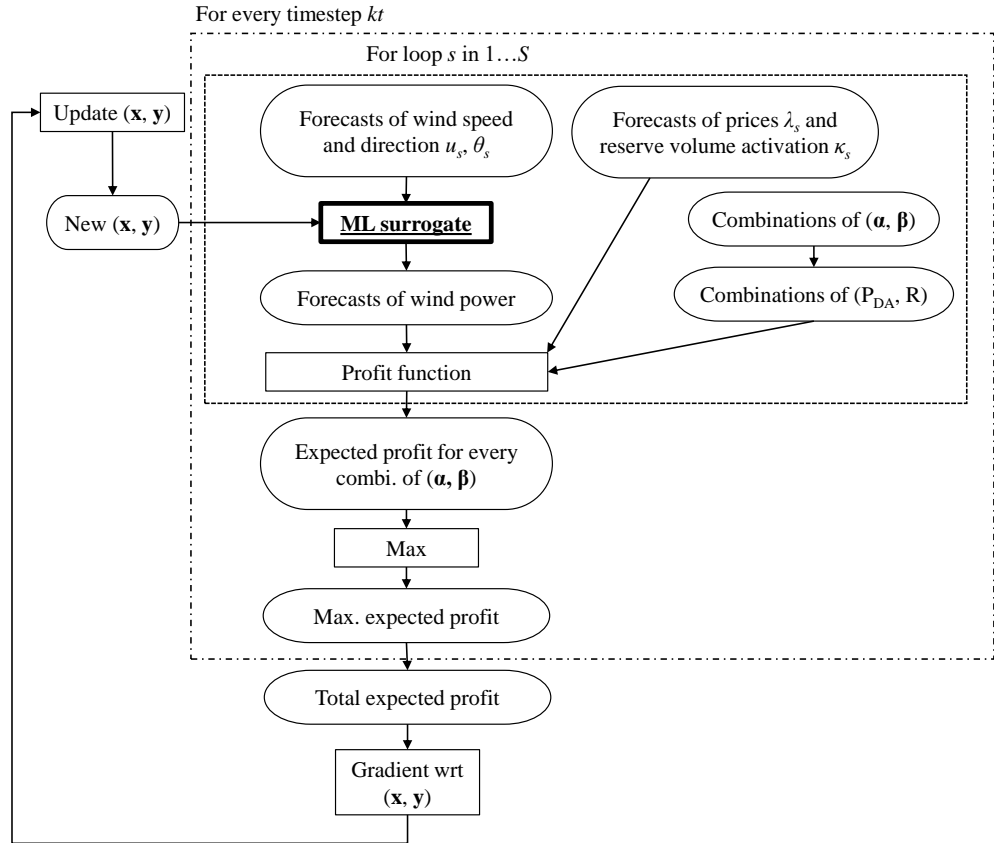 For every timestep kt
For loop s in 1…S
Update (x, y)
New (x, y)
Forecasts of wind speed
and direction u_s, θ_s
Forecasts of prices λ_s and
reserve volume activation κ_s
ML surrogate
Combinations of (α, β)
Forecasts of wind power
Combinations of (P_DA, R)
Profit function
Expected profit for every
combi. of (α, β)
Max
Max. expected profit
Total expected profit
Gradient wrt
(x, y)